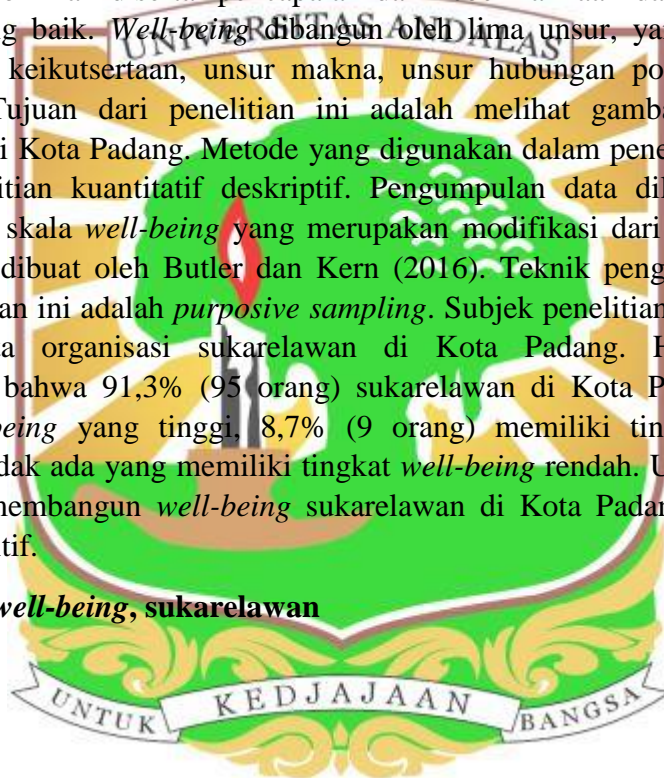 UNIVERSITAS ANDALAS
ng baik. Well-being dibangun oleh lima unsur, ya
keikutsertaan, unsur makna, unsur hubungan po
Tujuan dari penelitian ini adalah melihat gamba
i Kota Padang. Metode yang digunakan dalam pene
itian kuantitatif deskriptif. Pengumpulan data dil
skala well-being yang merupakan modifikasi dari
dibuat oleh Butler dan Kern (2016). Teknik peng
an ini adalah purposive sampling. Subjek penelitian
a organisasi sukarelawan di Kota Padang. H
bahwa 91,3% (95 orang) sukarelawan di Kota P
being yang tinggi, 8,7% (9 orang) memiliki tin
dak ada yang memiliki tingkat well-being rendah. U
membangun well-being sukarelawan di Kota Padan
itif.
well-being, sukarelawan
UNTUK KEDJAJAAN BANGSA